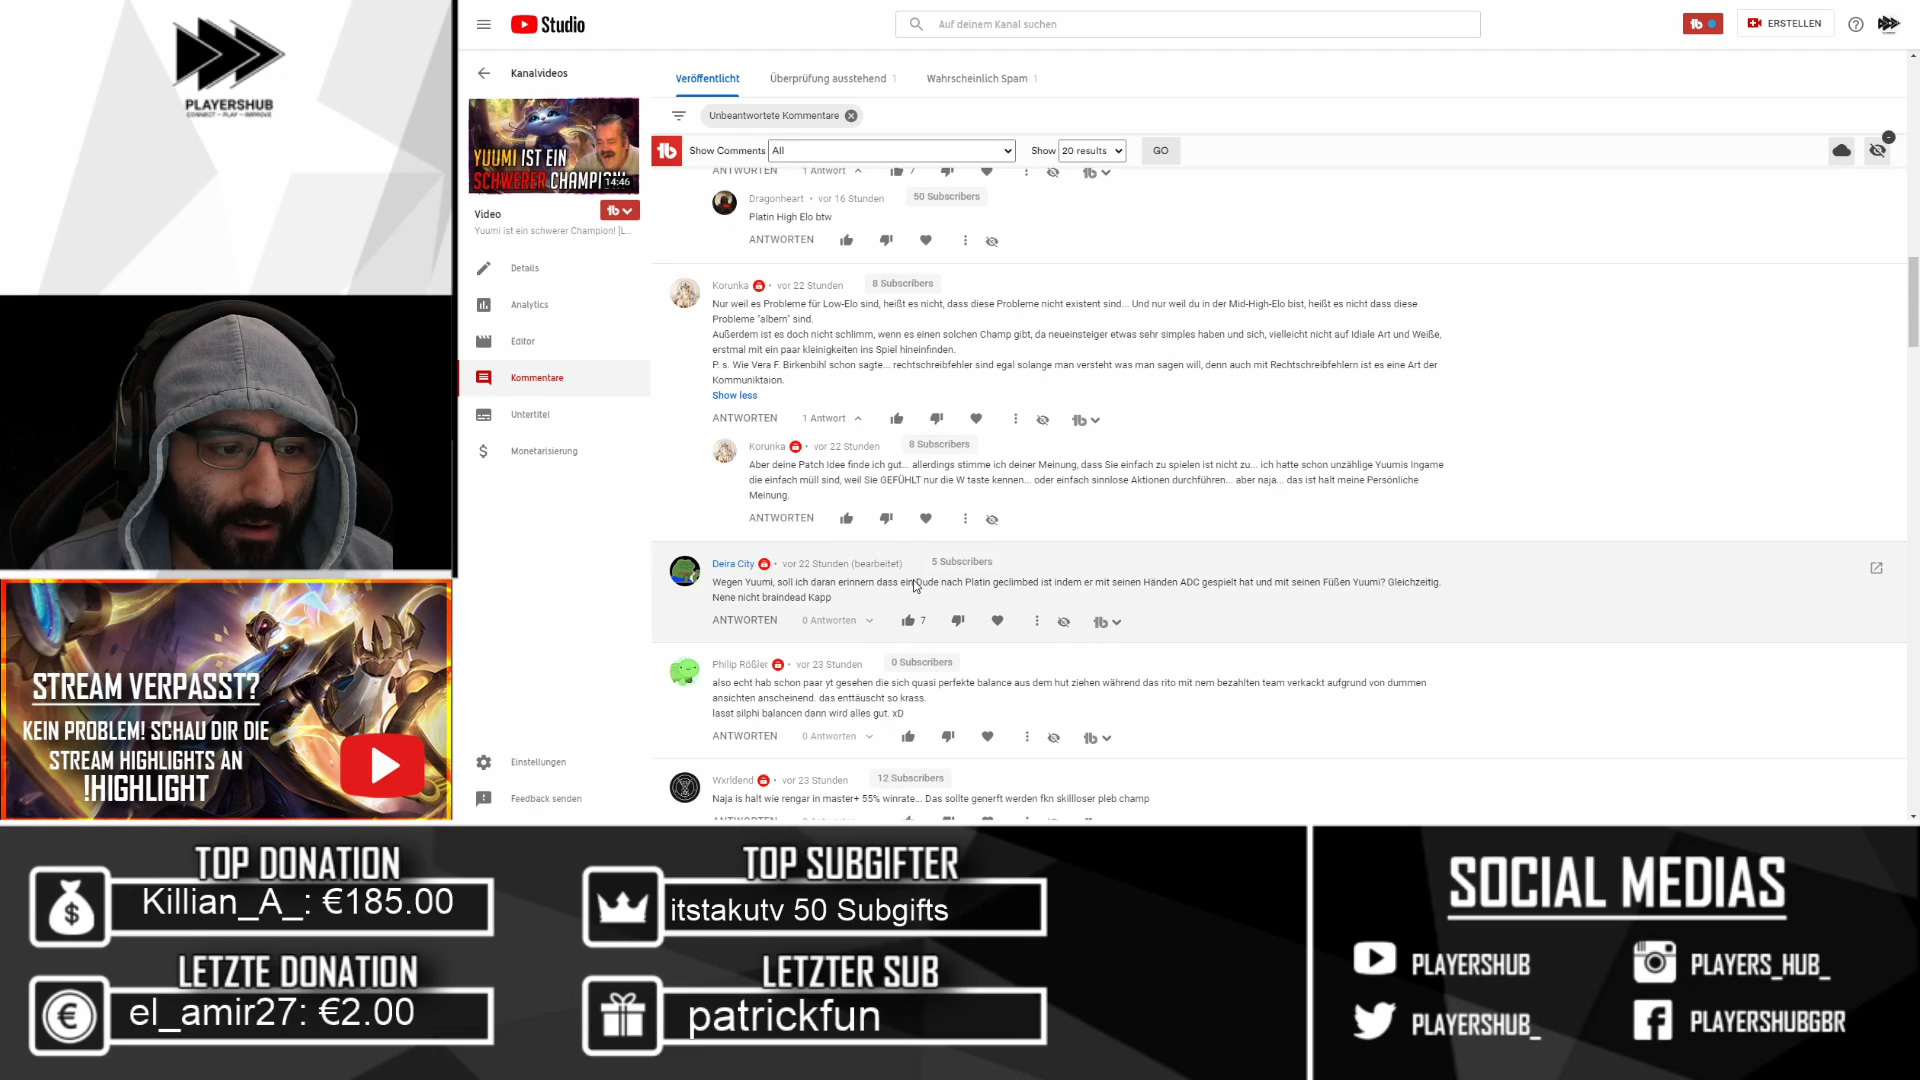 PLAYERSHUB
CONNECT - PLAY - IMPROVE
STREAM VERPASST?
KEIN PROBLEM! SCHAU DIR DIE
STREAM HIGHLIGHTS AN
!HIGHLIGHT
Studio
Auf deinem Kanal suchen
ERSTELLEN
Kanalvideos
YUUMI IST EIN
SCHWERER CHAMPION!
14:46
Video
Yuumi ist ein schwerer Champion! [L...
Details
Analytics
Editor
Kommentare
Untertitel
Monetarisierung
Einstellungen
Feedback senden
Veröffentlicht
Überprüfung ausstehend 1
Wahrscheinlich Spam 1
Unbeantwortete Kommentare
Show Comments All Show 20 results GO
ANTWORTEN 1 Antwort 7
Dragonheart • vor 16 Stunden 50 Subscribers
Platin High Elo btw
ANTWORTEN
Korunka • vor 22 Stunden 8 Subscribers
Nur weil es Probleme für Low-Elo sind, heißt es nicht, dass diese Probleme nicht existent sind... Und nur weil du in der Mid-High-Elo bist, heißt es nicht dass diese
Probleme "albern" sind.
Außerdem ist es doch nicht schlimm, wenn es einen solchen Champ gibt, da neueinsteiger etwas sehr simples haben und sich, vielleicht nicht auf Idiale Art und Weiße,
erstmal mit ein paar kleinigkeiten ins Spiel hineinfinden.
P. s. Wie Vera F. Birkenbihl schon sagte... rechtschreibfehler sind egal solange man versteht was man sagen will, denn auch mit Rechtschreibfehlern ist es eine Art der
Kommuniktaion.
Show less
ANTWORTEN 1 Antwort
Korunka • vor 22 Stunden 8 Subscribers
Aber deine Patch Idee finde ich gut... allerdings stimme ich deiner Meinung, dass Sie einfach zu spielen ist nicht zu... ich hatte schon unzählige Yuumis Ingame
die einfach müll sind, weil Sie GEFÜHLT nur die W taste kennen... oder einfach sinnlose Aktionen durchführen... aber naja... das ist halt meine Persönliche
Meinung.
ANTWORTEN
Deira City • vor 22 Stunden (bearbeitet) 5 Subscribers
Wegen Yuumi, soll ich daran erinnern dass ein Dude nach Platin geclimbed ist indem er mit seinen Händen ADC gespielt hat und mit seinen Füßen Yuumi? Gleichzeitig.
Nene nicht braindead Kapp
ANTWORTEN 0 Antworten 7
Philip Rößler • vor 23 Stunden 0 Subscribers
also echt hab schon paar yt gesehen die sich quasi perfekte balance aus dem hut ziehen während das rito mit nem bezahlten team verkackt aufgrund von dummen
ansichten anscheinend. das enttäuscht so krass.
lasst silphi balancen dann wird alles gut. xD
ANTWORTEN 0 Antworten
Wxrldend • vor 23 Stunden 12 Subscribers
Naja is halt wie rengar in master+ 55% winrate... Das sollte generft werden fkn skillloser pleb champ
TOP DONATION
Killian_A_: €185.00
LETZTE DONATION
el_amir27: €2.00
TOP SUBGIFTER
itstakutv 50 Subgifts
LETZTER SUB
patrickfun
SOCIAL MEDIAS
PLAYERSHUB
PLAYERS_HUB_
PLAYERSHUB_
PLAYERSHUBGBR